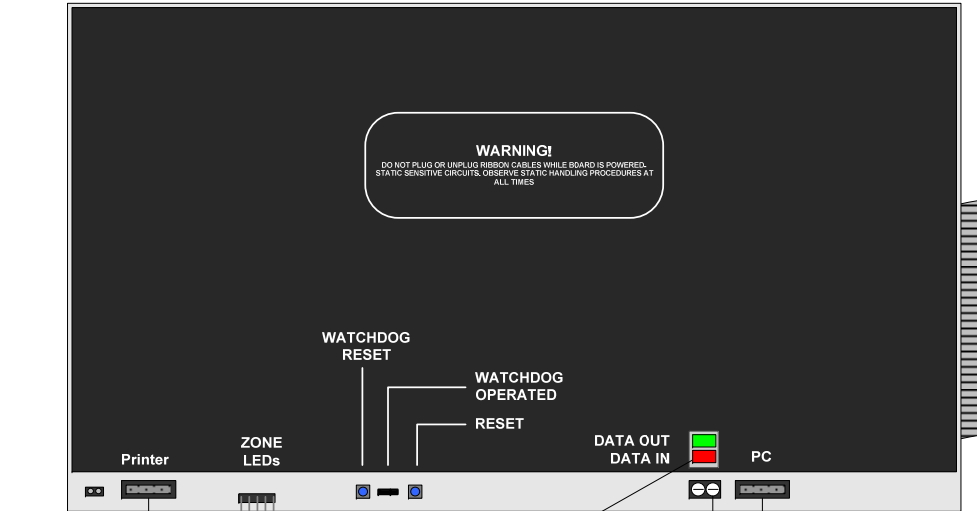 WARNING!
DO NOT PLUG OR UNPLUG RIBBON CABLES WHILE BOARD IS POWERED-
STATIC SENSITIVE CIRCUITS. OBSERVE STATIC HANDLING PROCEDURES AT
ALL TIMES
WATCHDOG
RESET
WATCHDOG
OPERATED
RESET
Printer
ZONE
LEDs
DATA OUT
DATA IN
PC